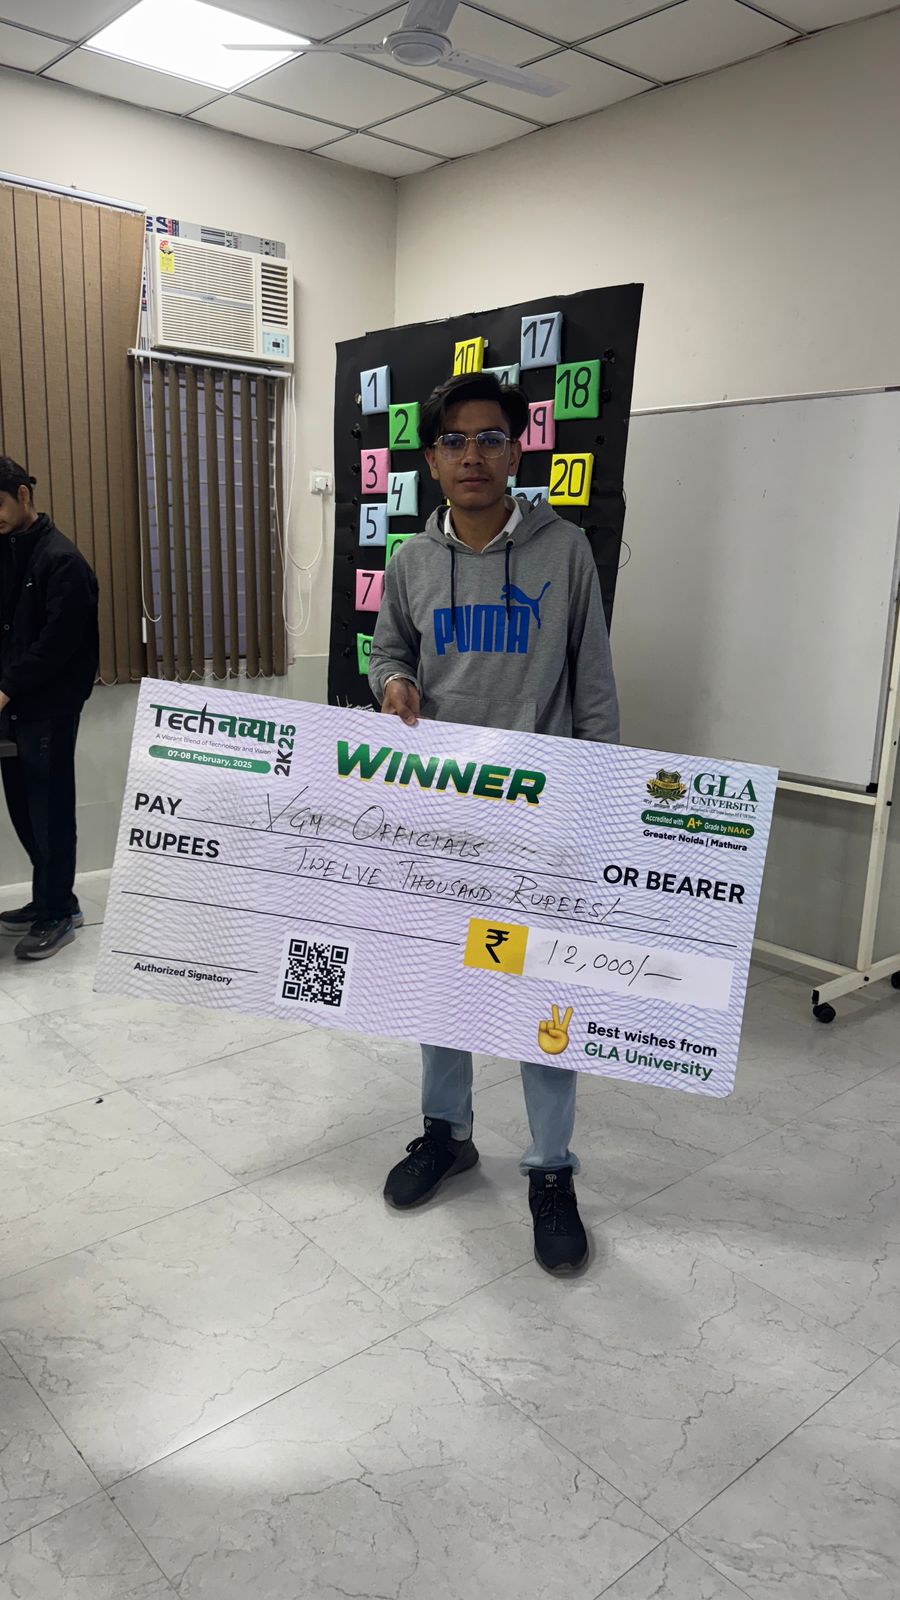 1
10
17
2
18
3
19
4
20
5
7
9
PUMA
Techनव्या 2K25
A Vibrant Blend of Technology and Vision
07-08 February, 2025
WINNER
GLA
UNIVERSITY
Accredited with A+ Grade by NAAC
Greater Noida | Mathura
PAY VGM OFFICIALS OR BEARER
RUPEES TWELVE THOUSAND RUPEES/-
₹ 12,000/-
Authorized Signatory
Best wishes from
GLA University